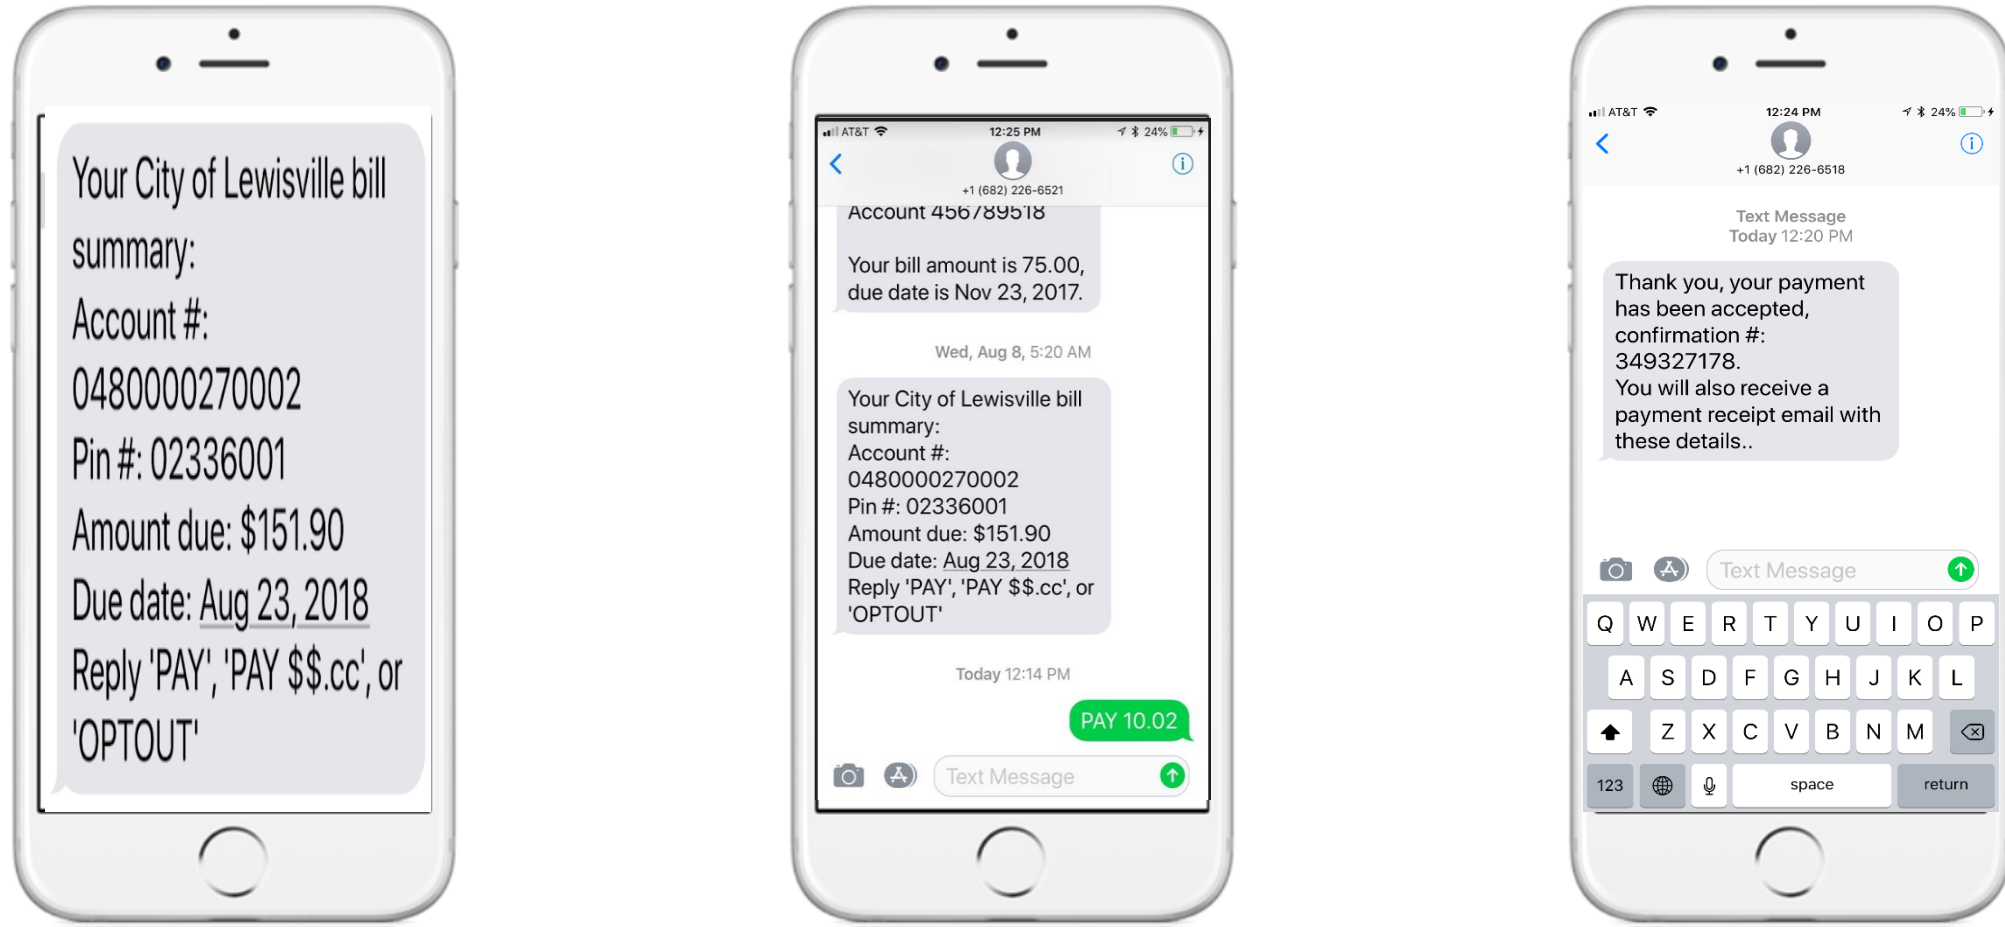 Your City of Lewisville bill
summary:
Account #:
0480000270002
Pin #: 02336001
Amount due: $151.90
Due date: Aug 23, 2018
Reply 'PAY', 'PAY $$.cc', or
'OPTOUT'
AT&T 12:25 PM 24%
+1 (682) 226-6521
Account 456789518
Your bill amount is 75.00,
due date is Nov 23, 2017.
Wed, Aug 8, 5:20 AM
Your City of Lewisville bill
summary:
Account #:
0480000270002
Pin #: 02336001
Amount due: $151.90
Due date: Aug 23, 2018
Reply 'PAY', 'PAY $$.cc', or
'OPTOUT'
Today 12:14 PM
PAY 10.02
Text Message
AT&T 12:24 PM 24%
+1 (682) 226-6518
Text Message
Today 12:20 PM
Thank you, your payment
has been accepted,
confirmation #:
349327178.
You will also receive a
payment receipt email with
these details..
Text Message
Q W E R T Y U I O P
A S D F G H J K L
Z X C V B N M
123 space return